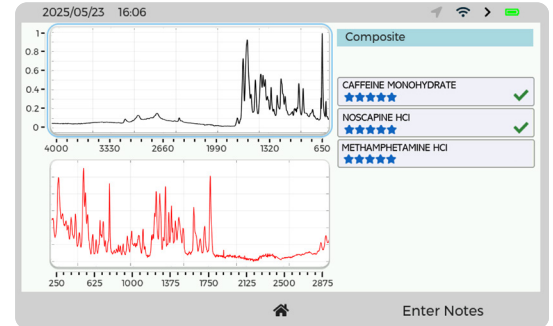 2025/05/23 16:06
1
0.8
0.6
0.4
0.2
0
4000 3330 2660 1990 1320 650
250 625 1000 1375 1750 2125 2500 2875
Composite
CAFFEINE MONOHYDRATE
NOSCAPINE HCl
METHAMPHETAMINE HCl
Enter Notes